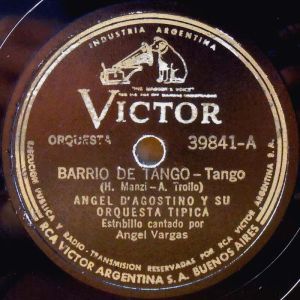 INDUSTRIA ARGENTINA
"HIS MASTER'S VOICE"
VICTOR
ORQUESTA 39841-A
BARRIO DE TANGO - Tango
(H. Manzi - A. Troilo)
ANGEL D'AGOSTINO Y SU
ORQUESTA TIPICA
Estribillo cantado por
Angel Vargas
EJECUCION PUBLICA Y RADIO-TRANSMISION RESERVADAS POR RCA VICTOR ARGENTINA S.A.
RCA VICTOR ARGENTINA S.A. BUENOS AIRES